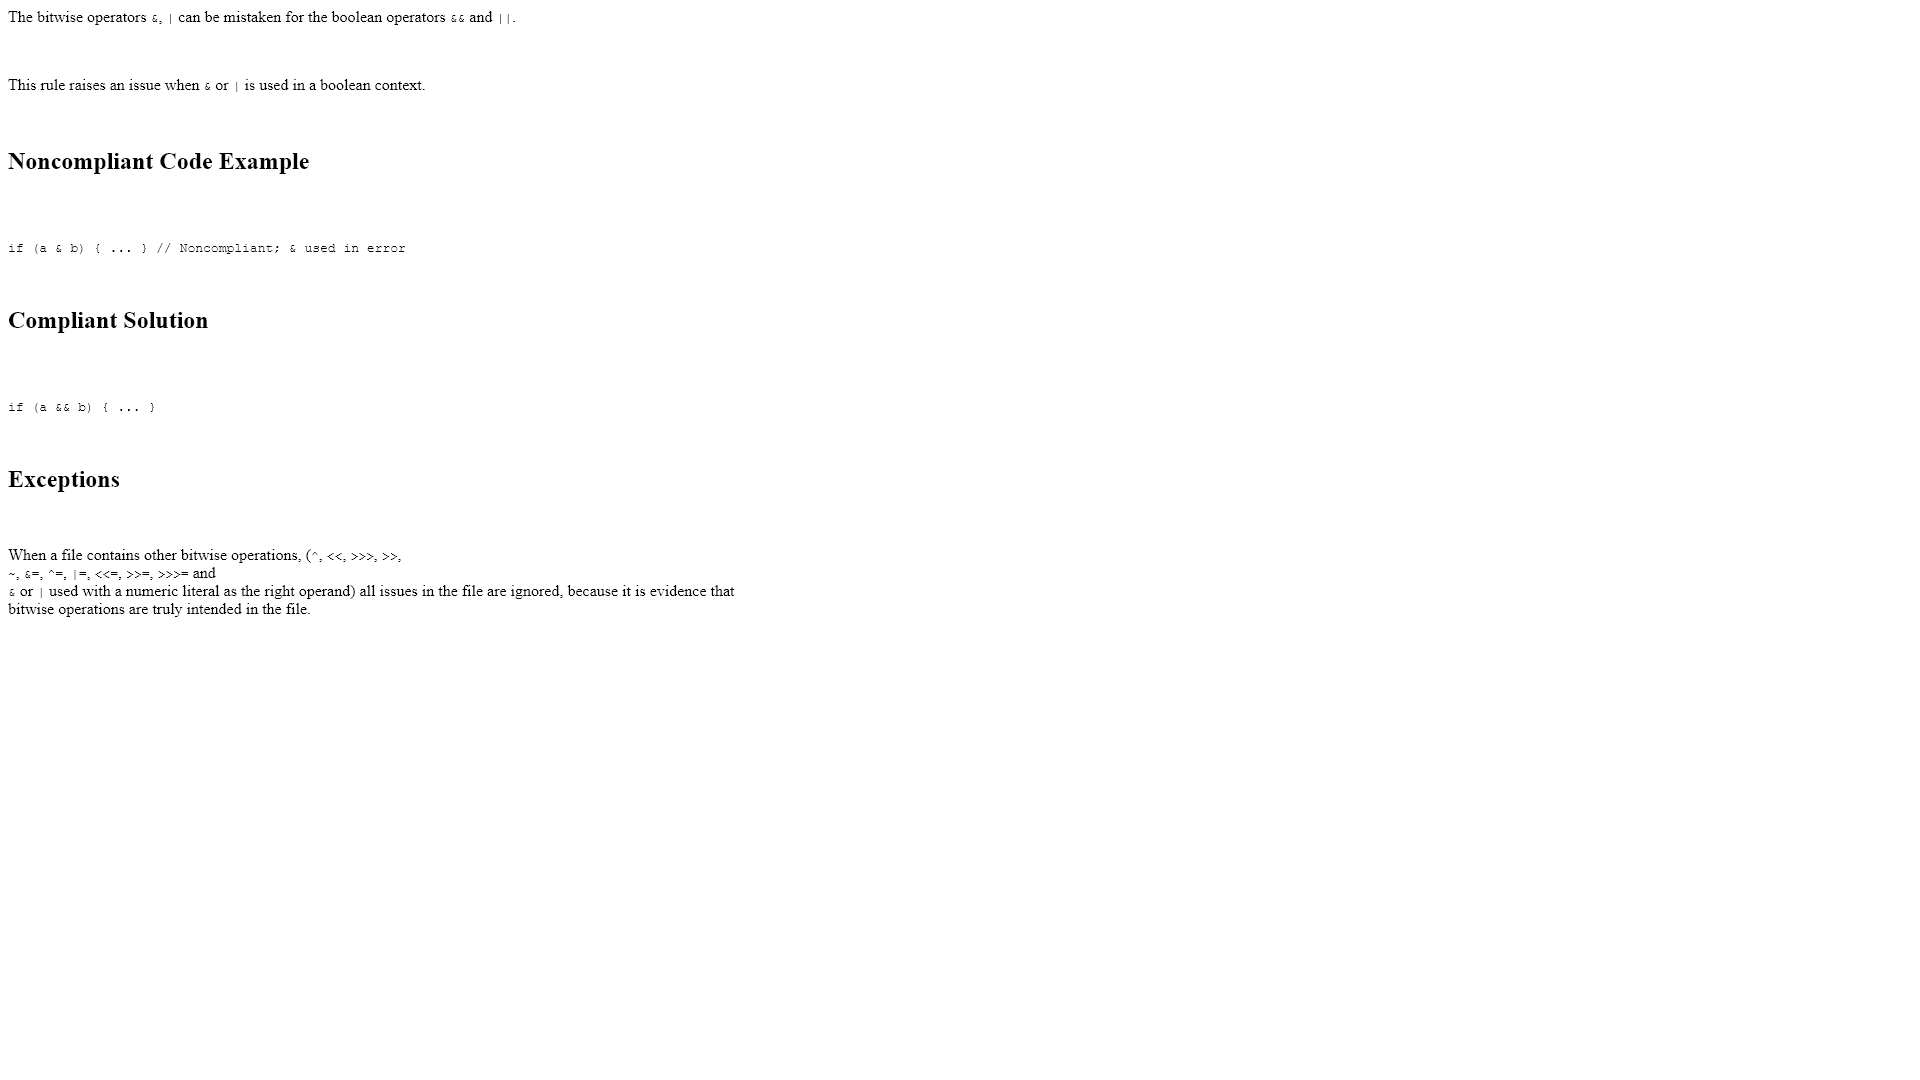 The bitwise operators &, | can be mistaken for the boolean operators && and ||.
This rule raises an issue when & or | is used in a boolean context.
Noncompliant Code Example
if (a & b) { ... } // Noncompliant; & used in error
Compliant Solution
if (a && b) { ... }
Exceptions
When a file contains other bitwise operations, (^, <<, >>>, >>,
~, &=, ^=, |=, <<=, >>=, >>>= and
& or | used with a numeric literal as the right operand) all issues in the file are ignored, because it is evidence that
bitwise operations are truly intended in the file.